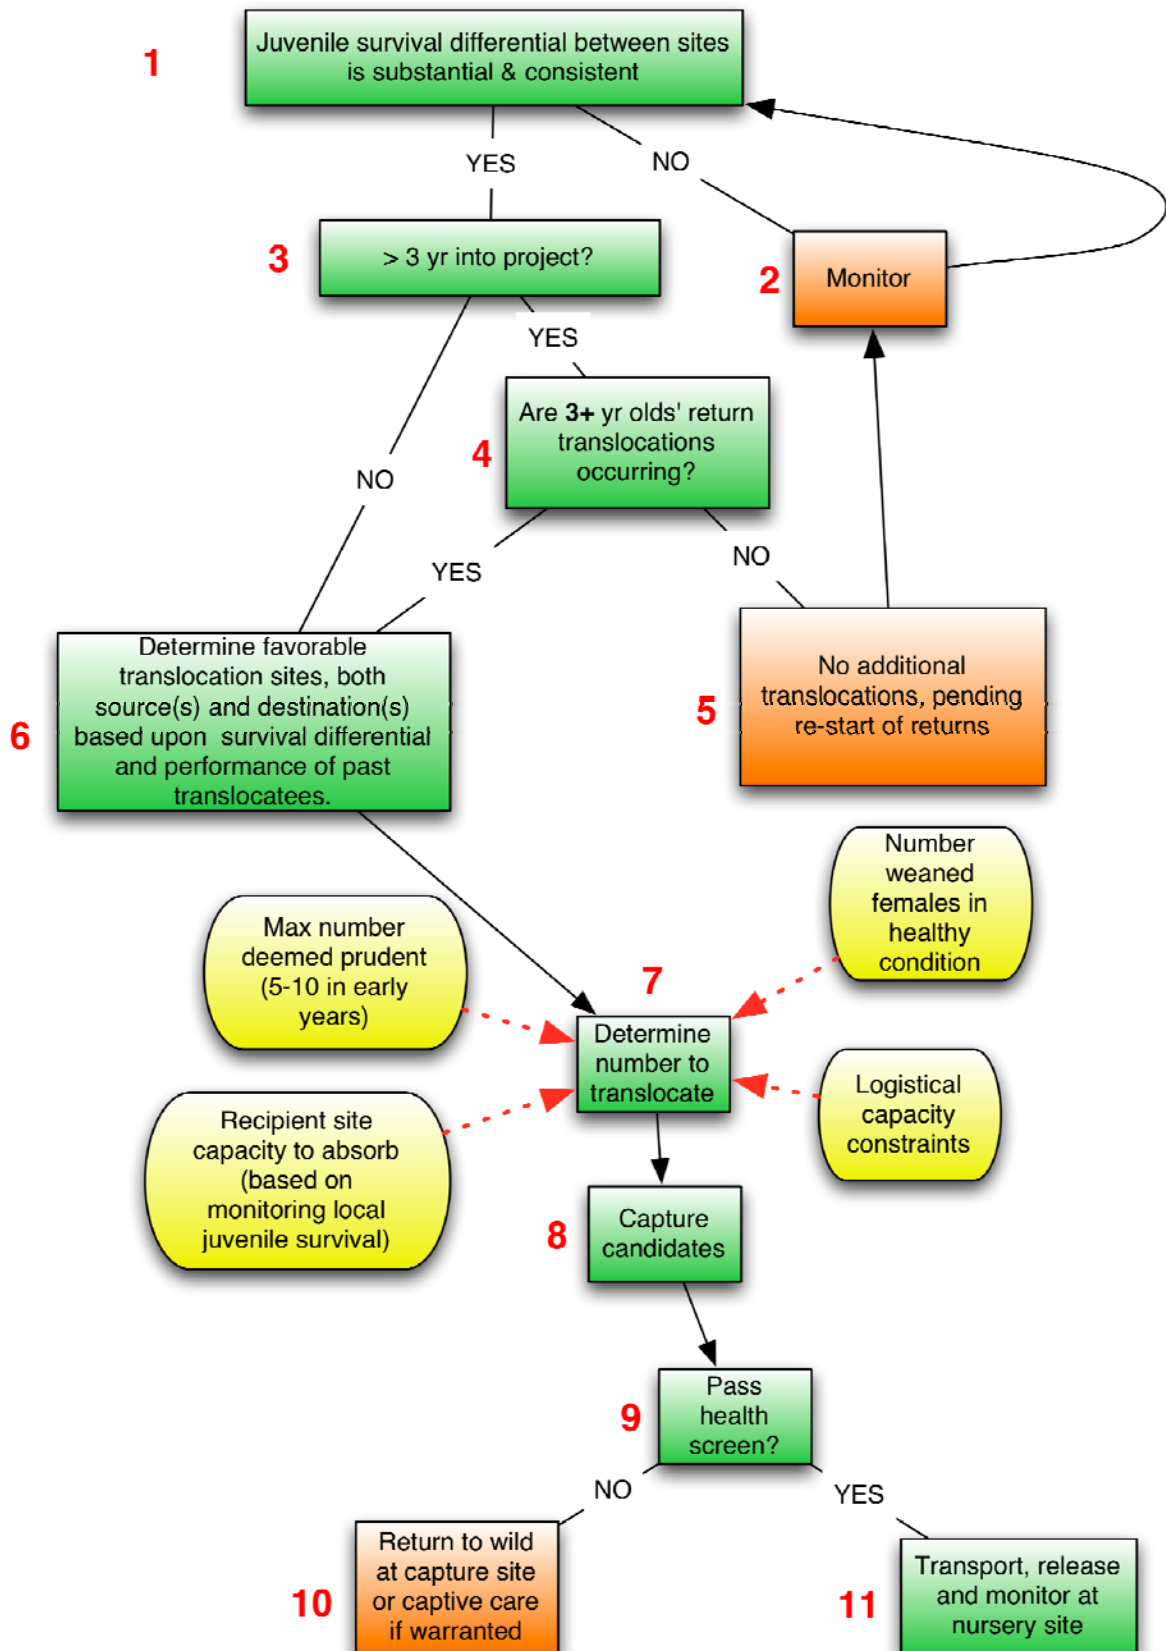 1
Juvenile survival differential between sites
is substantial & consistent
YES
NO
3
> 3 yr into project?
2
Monitor
YES
4
Are 3+ yr olds' return
translocations
occurring?
NO
YES
NO
6
Determine favorable
translocation sites, both
source(s) and destination(s)
based upon survival differential
and performance of past
translocatees.
5
No additional
translocations, pending
re-start of returns
Max number
deemed prudent
(5-10 in early
years)
Number
weaned
females in
healthy
condition
7
Determine
number to
translocate
Recipient site
capacity to absorb
(based on
monitoring local
juvenile survival)
Logistical
capacity
constraints
8
Capture
candidates
9
Pass
health
screen?
NO
YES
10
Return to wild
at capture site
or captive care
if warranted
11
Transport, release
and monitor at
nursery site